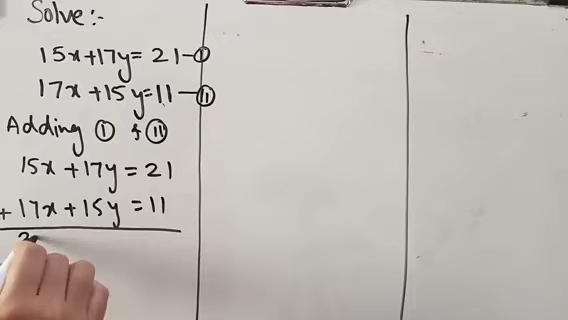 Solve:-
15x+17y=21-①
17x+15y=11-⑪
Adding ① & ⑪
15x+17y=21
+17x+15y=11